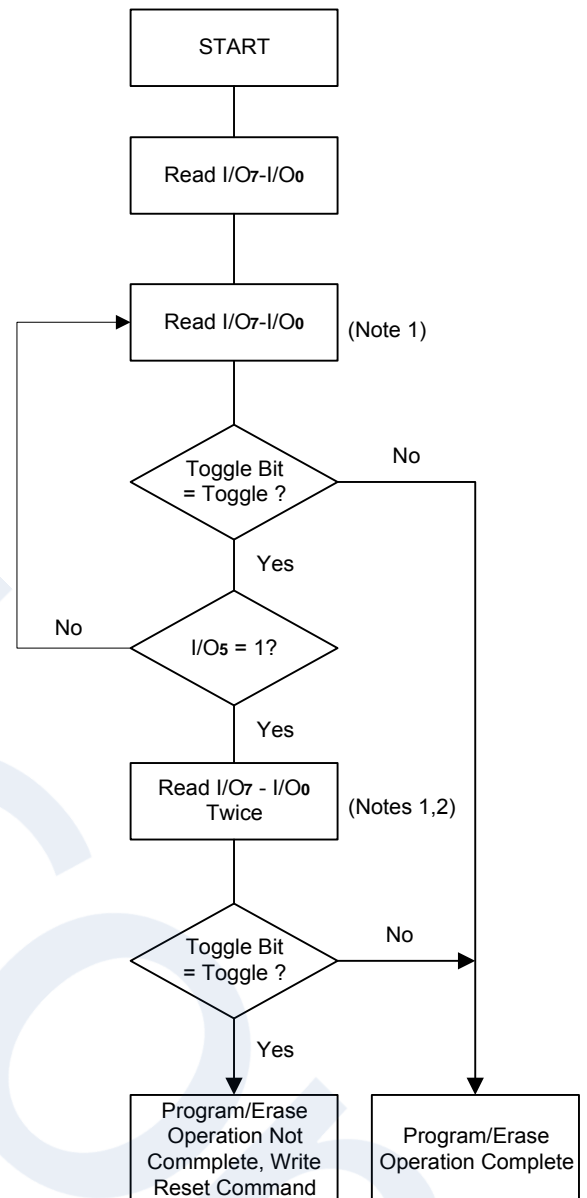 START
Read I/O7-I/O0
Read I/O7-I/O0
(Note 1)
Toggle Bit
= Toggle ?
No
Yes
No
I/O5 = 1?
Yes
Read I/O7 - I/O0
Twice
(Notes 1,2)
Toggle Bit
= Toggle ?
No
Yes
Program/Erase
Operation Not
Commplete, Write
Reset Command
Program/Erase
Operation Complete